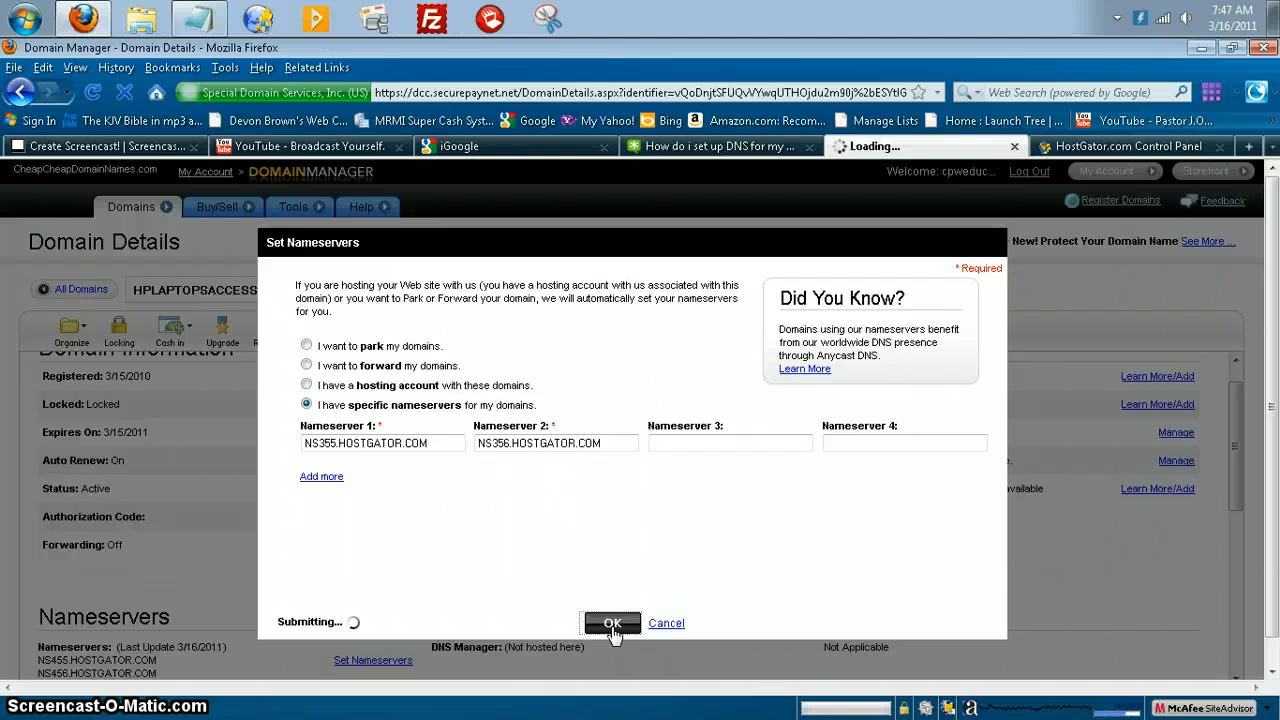 7:47 AM
3/16/2011
Domain Manager - Domain Details - Mozilla Firefox
File Edit View History Bookmarks Tools Help Related Links
Special Domain Services, Inc. (US) https://dcc.securepaynet.net/DomainDetails.aspx?identifier= Web Search (powered by Google)
Sign In The KJV Bible in mp3 a... Devon Brown's Web C... MRMI Super Cash Syst... Google My Yahoo! Bing Amazon.com: Recomm... Manage Lists Home : Launch Tree | ... YouTube - Pastor J.O...
Create Screencast! | Screencas... YouTube - Broadcast Yourself. iGoogle How do i set up DNS for my ... Loading... HostGator.com Control Panel
CheapCheapDomainNames.com My Account > DOMAINMANAGER Welcome: cpweduc... Log Out My Account Storefront
Domains Buy/Sell Tools Help Register Domains Feedback
Domain Details Set Nameservers New! Protect Your Domain Name See More ...
* Required
If you are hosting your Web site with us (you have a hosting account with us associated with this
domain) or you want to Park or Forward your domain, we will automatically set your nameservers
for you.
Did You Know?
Domains using our nameservers benefit
from our worldwide DNS presence
through Anycast DNS.
Learn More
All Domains HPLAPTOPSACCESS
Organize Locking Cash in Upgrade
Domain Information
I want to park my domains.
I want to forward my domains.
I have a hosting account with these domains.
I have specific nameservers for my domains.
Nameserver 1: * Nameserver 2: * Nameserver 3: Nameserver 4:
NS355.HOSTGATOR.COM NS356.HOSTGATOR.COM
Add more
Registered: 3/15/2010 Learn More/Add
Locked: Locked Learn More/Add
Expires On: 3/15/2011 Manage
Auto Renew: On Manage
Status: Active available Learn More/Add
Authorization Code:
Forwarding: Off
Submitting... OK Cancel
Nameservers
Nameservers: (Last Update 3/16/2011) DNS Manager: (Not hosted here) Not Applicable
NS455.HOSTGATOR.COM Set Nameservers
NS456.HOSTGATOR.COM
Screencast-O-Matic.com McAfee SiteAdvisor